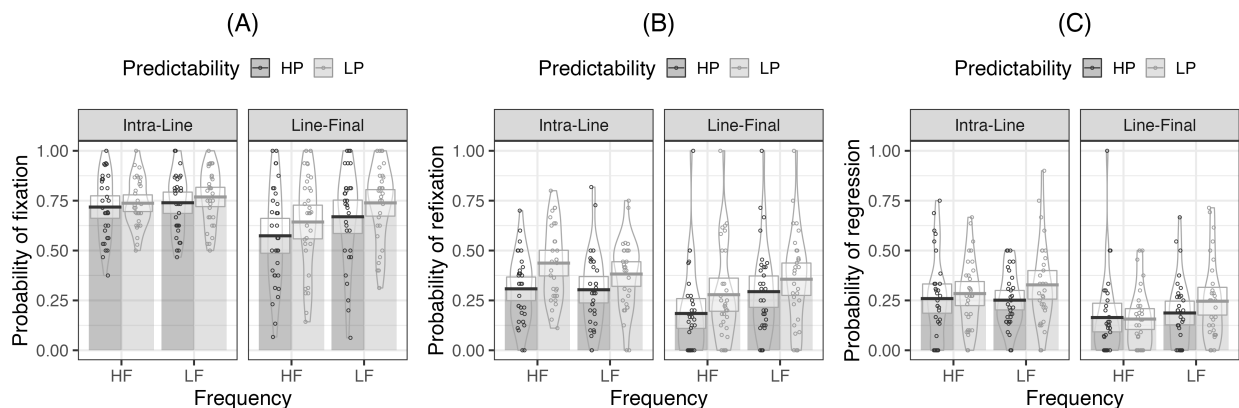 (A)
Predictability HP LP
Intra-Line Line-Final
Probability of fixation
1.00
0.75
0.50
0.25
0.00
HF LF HF LF
Frequency
(B)
Predictability HP LP
Intra-Line Line-Final
Probability of refixation
1.00
0.75
0.50
0.25
0.00
HF LF HF LF
Frequency
(C)
Predictability HP LP
Intra-Line Line-Final
Probability of regression
1.00
0.75
0.50
0.25
0.00
HF LF HF LF
Frequency